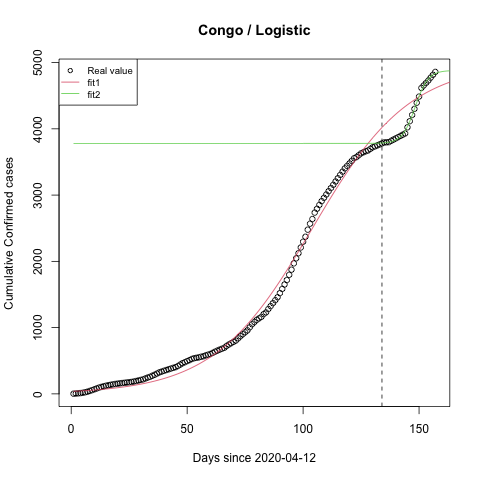 Congo / Logistic
Real value
fit1
fit2
Cumulative Confirmed cases
5000
4000
3000
2000
1000
0
0 50 100 150
Days since 2020-04-12